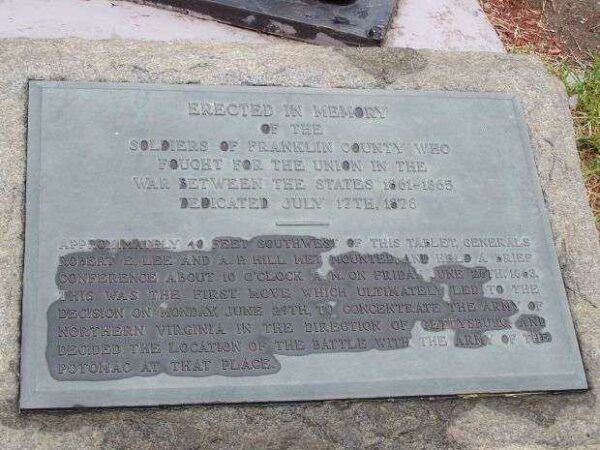 ERECTED IN MEMORY
OF THE
SOLDIERS OF FRANKLIN COUNTY WHO
FOUGHT FOR THE UNION IN THE
WAR BETWEEN THE STATES 1861-1865
DEDICATED JULY 17TH, 1878
APPROXIMATELY 40 FEET SOUTHWEST OF THIS TABLET, GENERALS
ROBERT E. LEE AND A. P. HILL MET MOUNTED, AND HELD A BRIEF
CONFERENCE ABOUT 10 O'CLOCK A. M. ON FRIDAY, JUNE 26TH, 1863.
THIS WAS THE FIRST MOVE WHICH ULTIMATELY LED TO THE
DECISION ON MONDAY, JUNE 29TH, TO CONCENTRATE THE ARMY OF
NORTHERN VIRGINIA IN THE DIRECTION OF GETTYSBURG, AND
DECIDED THE LOCATION OF THE BATTLE WITH THE ARMY OF THE
POTOMAC AT THAT PLACE.